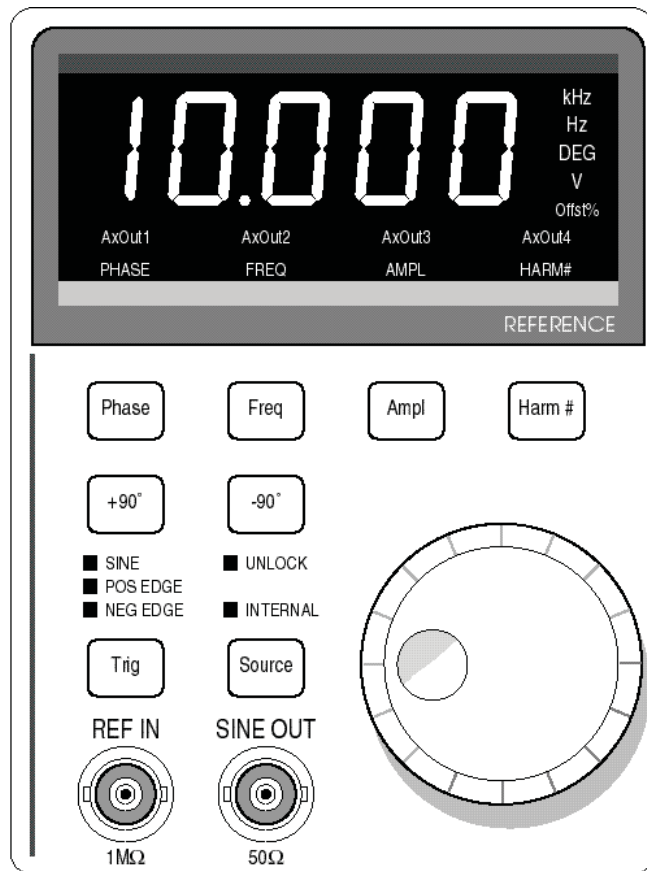 10.000
kHz
Hz
DEG
V
Offst%
AxOut1 AxOut2 AxOut3 AxOut4
PHASE FREQ AMPL HARM#
REFERENCE
Phase Freq Ampl Harm #
+90° -90°
SINE UNLOCK
POS EDGE
NEG EDGE INTERNAL
Trig Source
REF IN SINE OUT
1MΩ 50Ω